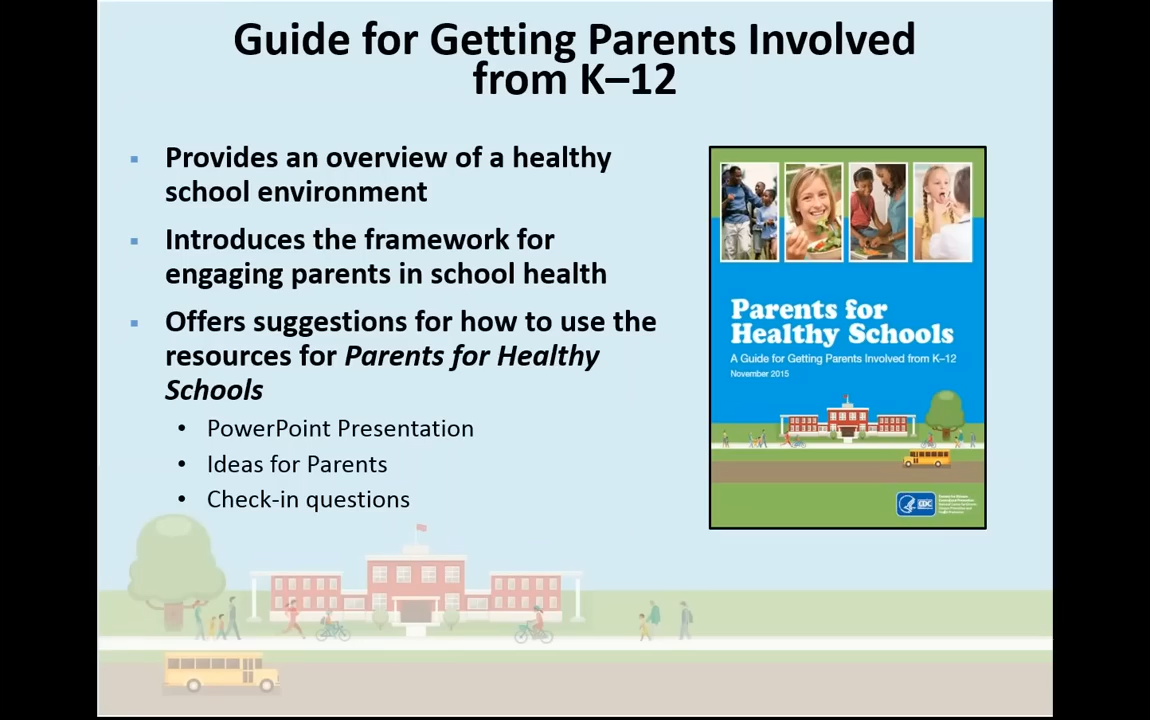 Guide for Getting Parents Involved
from K–12
▪ Provides an overview of a healthy
school environment
▪ Introduces the framework for
engaging parents in school health
▪ Offers suggestions for how to use the
resources for Parents for Healthy
Schools
• PowerPoint Presentation
• Ideas for Parents
• Check-in questions
Parents for
Healthy Schools
A Guide for Getting Parents Involved from K–12
November 2015
CDC